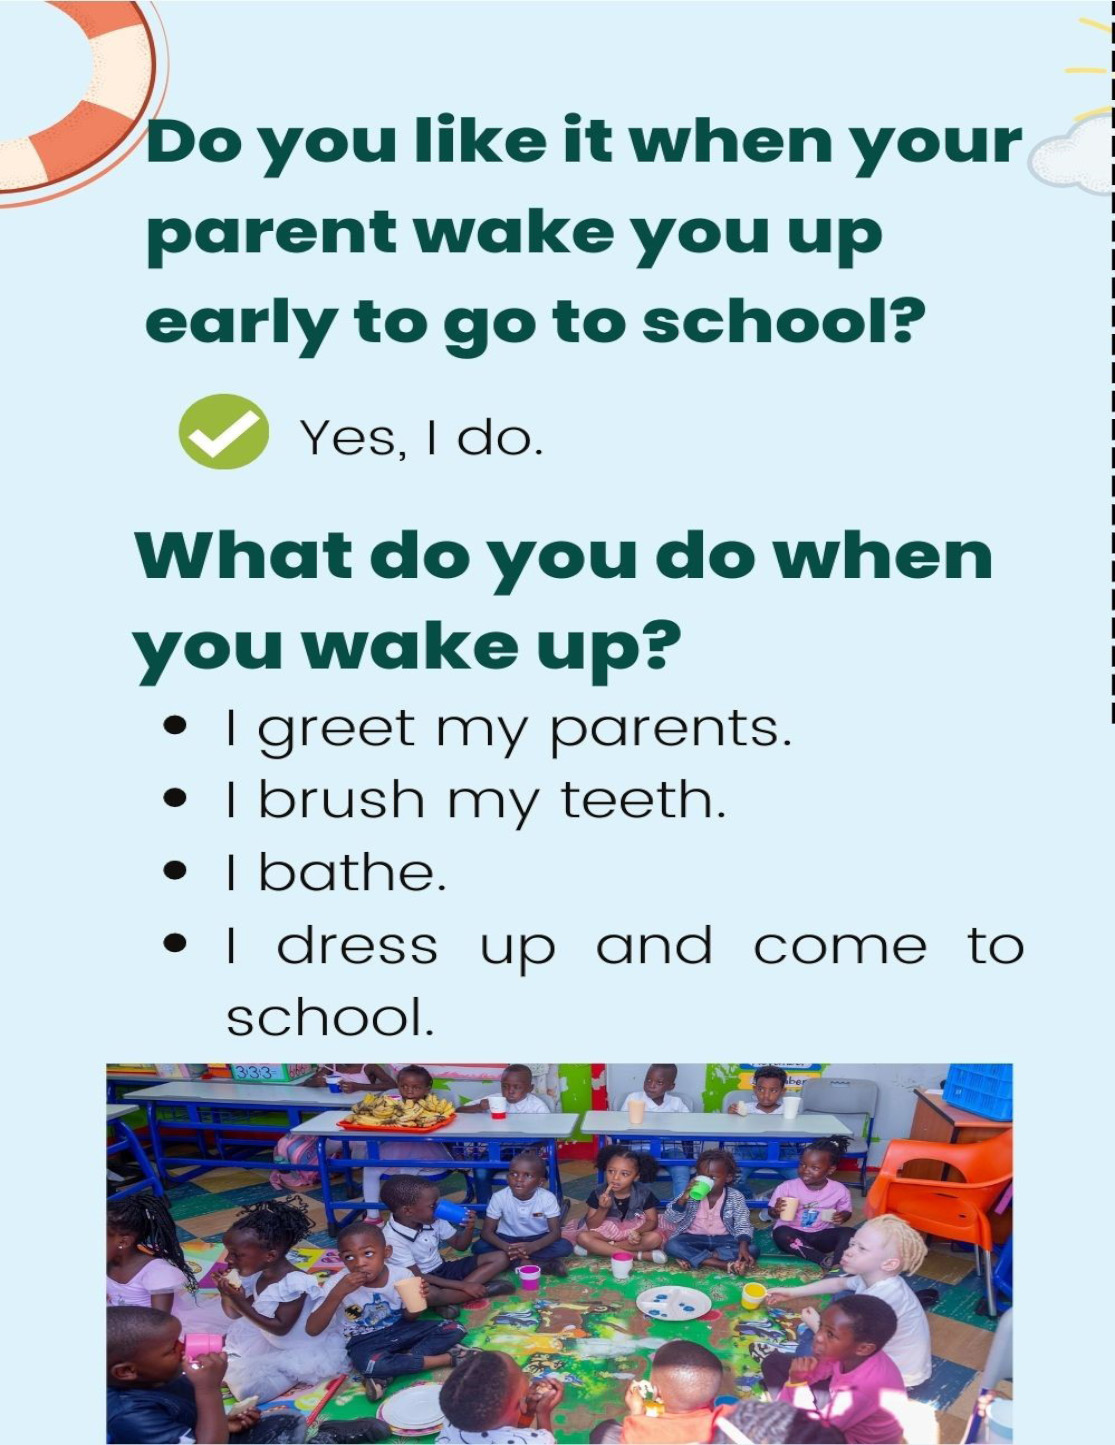 Do you like it when your
parent wake you up
early to go to school?
Yes, I do.
What do you do when
you wake up?
• I greet my parents.
• I brush my teeth.
• I bathe.
• I dress up and come to
school.
333